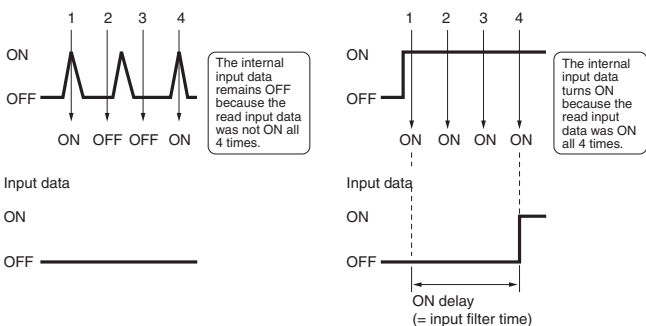 1 2 3 4
ON
OFF
ON OFF OFF ON
The internal
input data
remains OFF
because the
read input data
was not ON all
4 times.
Input data
ON
OFF
1 2 3 4
ON
OFF
ON ON ON ON
The internal
input data
turns ON
because the
read input
data was ON
all 4 times.
Input data
ON
OFF
ON delay
(= input filter time)